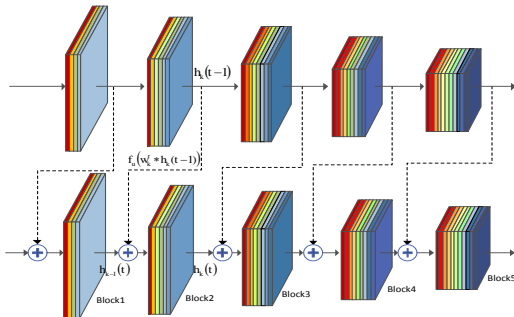 h_k(t−1)
f_u(w_k^r * h_k(t−1))
h_{k−1}(t)
h_k(t)
Block1
Block2
Block3
Block4
Block5